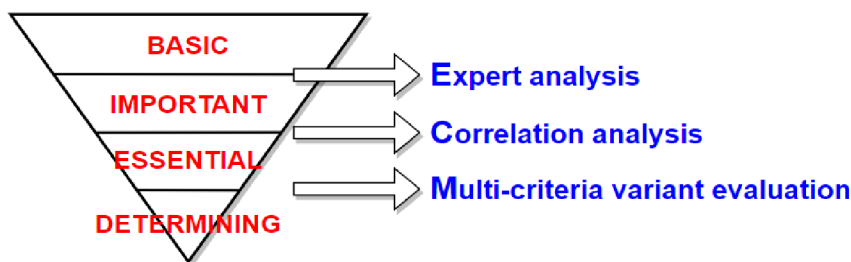 BASIC
Expert analysis
IMPORTANT
Correlation analysis
ESSENTIAL
Multi-criteria variant evaluation
DETERMINING